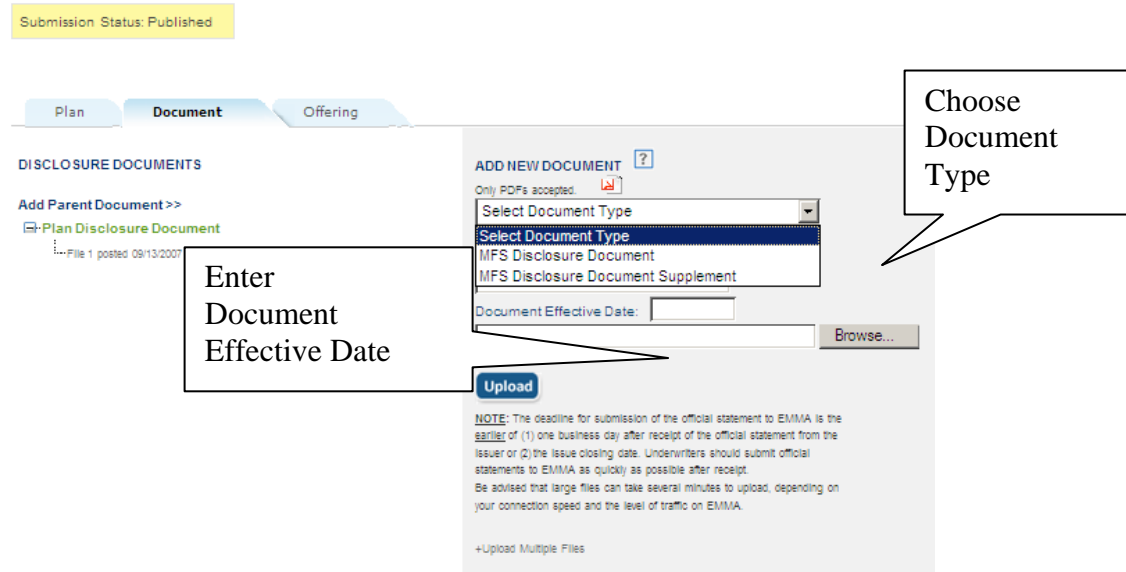 Submission Status: Published
Plan
Document
Offering
Choose
Document
Type
DISCLOSURE DOCUMENTS
Add Parent Document >>
Plan Disclosure Document
File 1 posted 09/13/2007
ADD NEW DOCUMENT ?
Only PDFs accepted.
Select Document Type
Select Document Type
MFS Disclosure Document
MFS Disclosure Document Supplement
Document Effective Date:
Browse...
Enter
Document
Effective Date
Upload
NOTE: The deadline for submission of the official statement to EMMA is the
earlier of (1) one business day after receipt of the official statement from the
issuer or (2) the issue closing date. Underwriters should submit official
statements to EMMA as quickly as possible after receipt.
Be advised that large files can take several minutes to upload, depending on
your connection speed and the level of traffic on EMMA.
+Upload Multiple Files